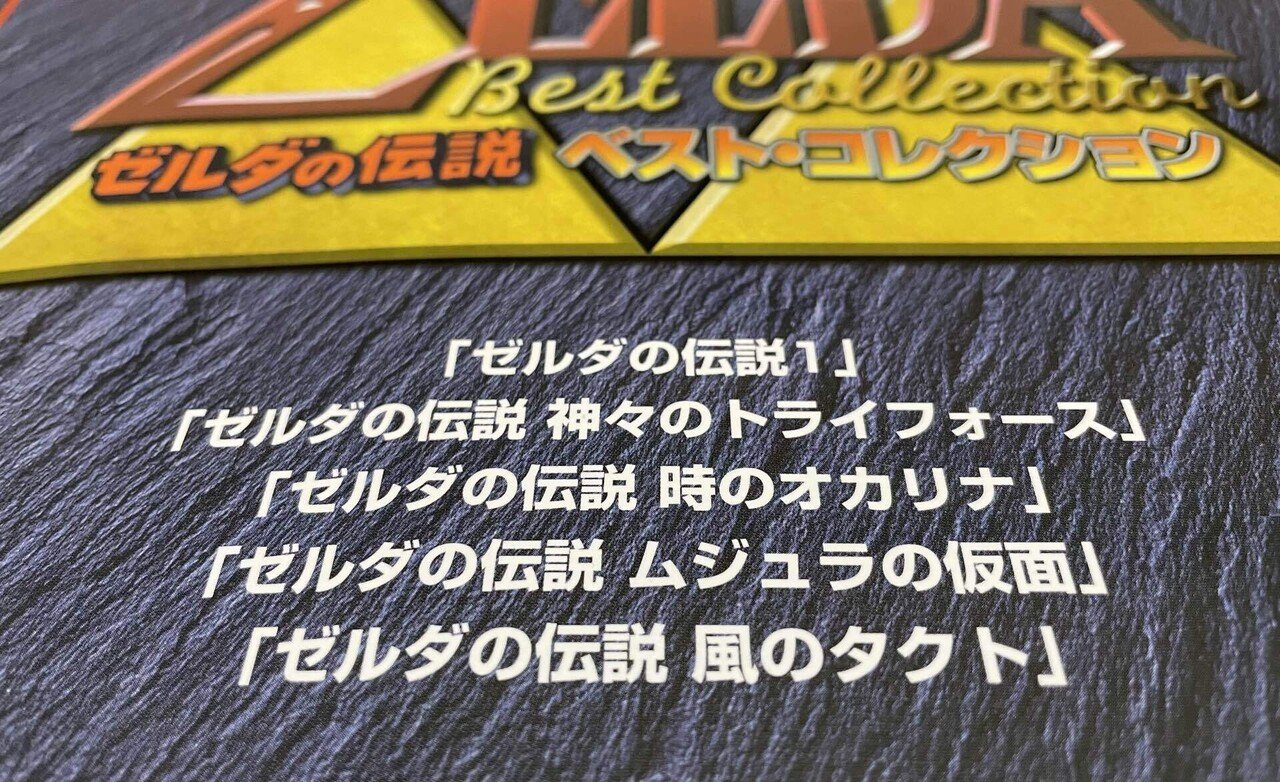 ZELDA
Best Collection
ゼルダの伝説 ベスト・コレクション
「ゼルダの伝説1」
「ゼルダの伝説 神々のトライフォース」
「ゼルダの伝説 時のオカリナ」
「ゼルダの伝説 ムジュラの仮面」
「ゼルダの伝説 風のタクト」